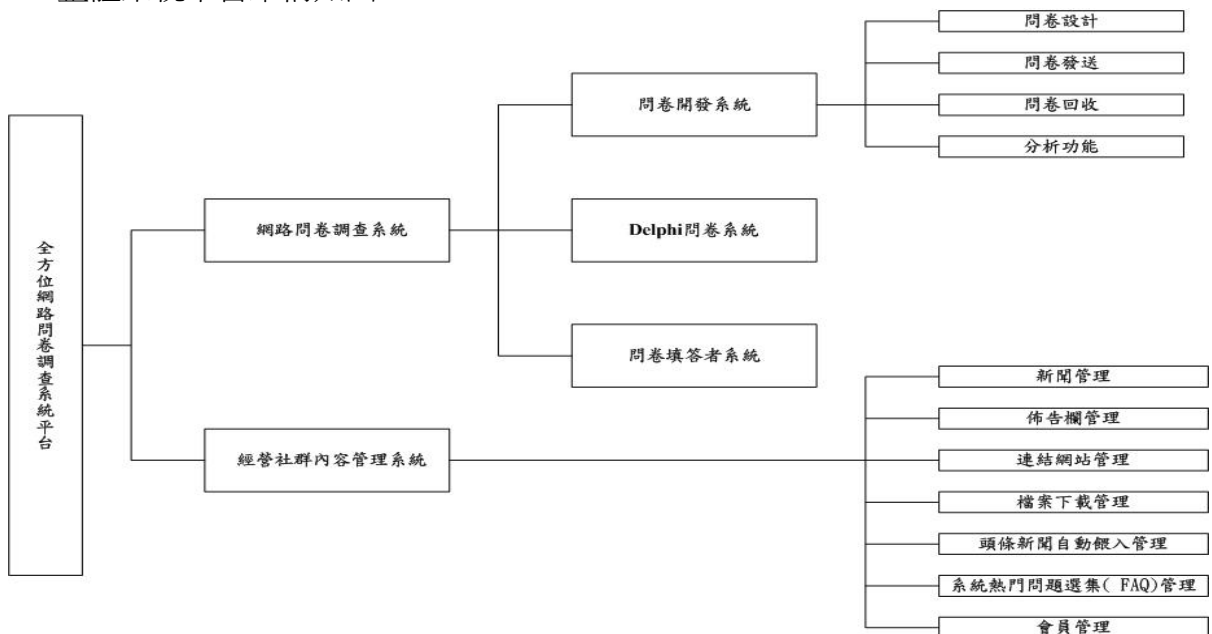 問卷設計
問卷發送
問卷開發系統
問卷回收
分析功能
網路問卷調查系統
Delphi問卷系統
全方位網路問卷調查系統平台
問卷填答者系統
新聞管理
佈告欄管理
經營社群內容管理系統
連結網站管理
檔案下載管理
頭條新聞自動餵入管理
系統熱門問題選集( FAQ)管理
會員管理